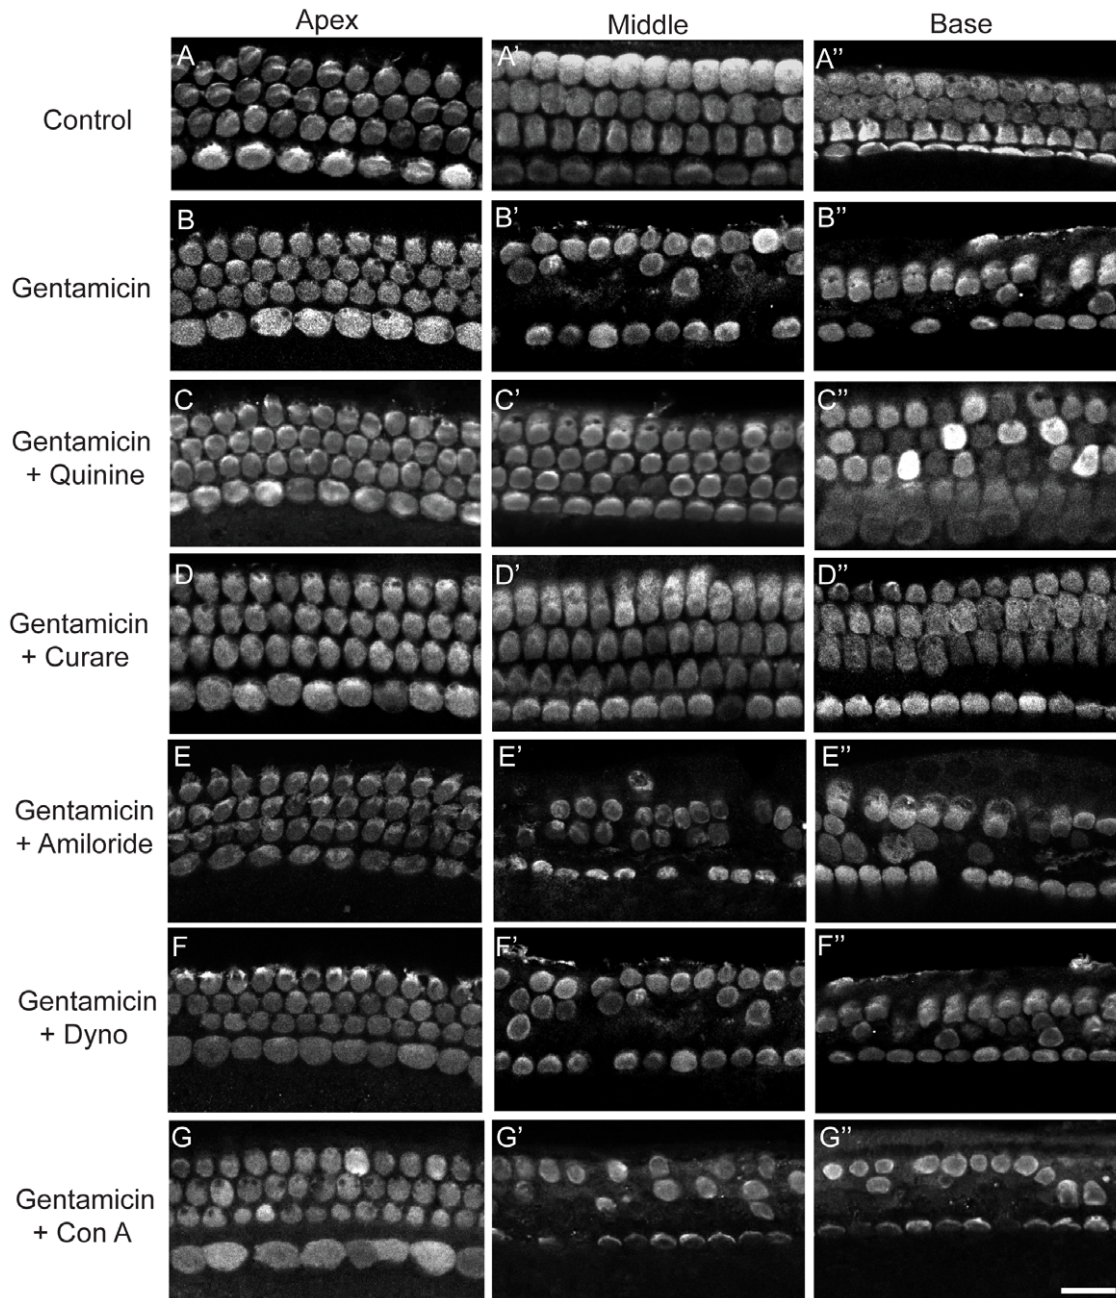 Apex Middle Base
Control A A' A"
Gentamicin B B' B"
Gentamicin
+ Quinine
C C' C"
Gentamicin
+ Curare
D D' D"
Gentamicin
+ Amiloride
E E' E"
Gentamicin
+ Dyno
F F' F"
Gentamicin
+ Con A
G G' G"